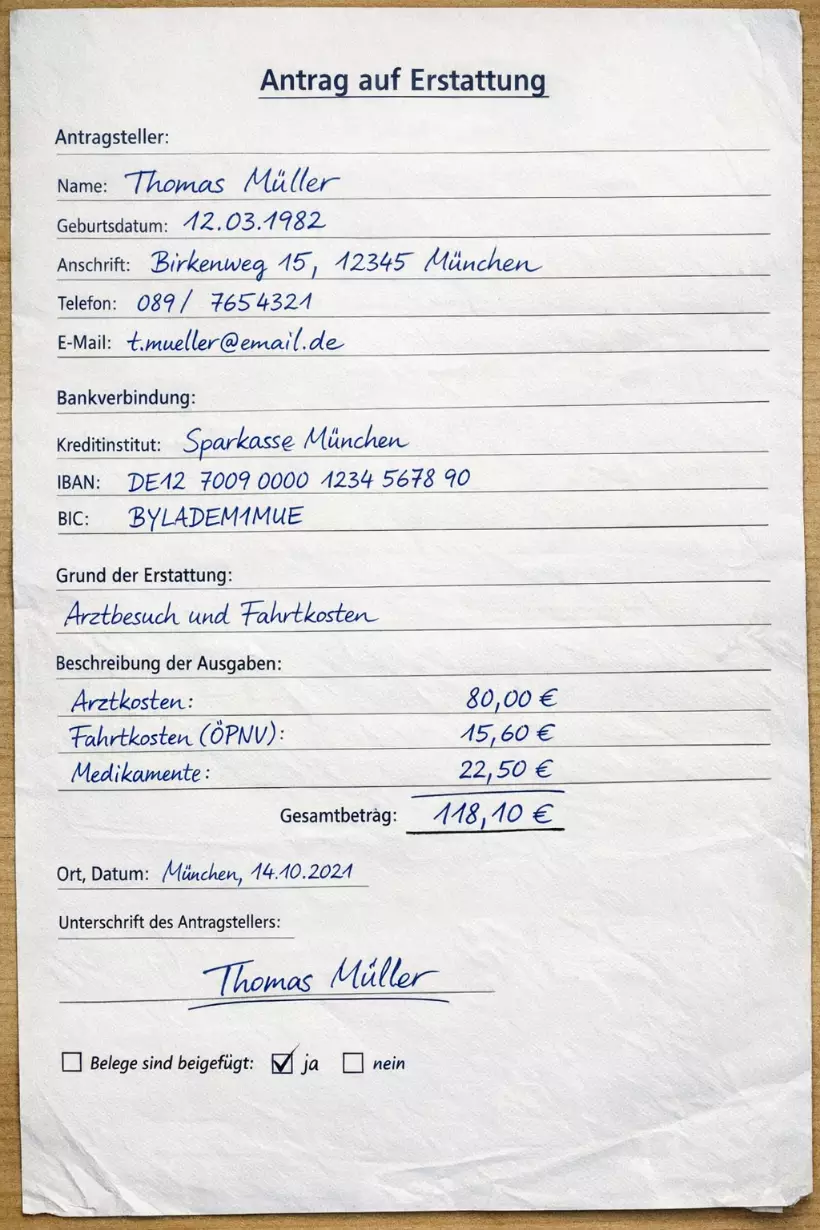 Antrag auf Erstattung
Antragsteller:
Name: Thomas Müller
Geburtsdatum: 12.03.1982
Anschrift: Birkenweg 15, 12345 München
Telefon: 089/ 7654321
E-Mail: t.mueller@email.de
Bankverbindung:
Kreditinstitut: Sparkasse München
IBAN: DE12 7009 0000 1234 5678 90
BIC: BYLADEM1MUE
Grund der Erstattung:
Arztbesuch und Fahrtkosten
Beschreibung der Ausgaben:
Arztkosten: 80,00 €
Fahrtkosten (ÖPNV): 15,60 €
Medikamente: 22,50 €
Gesamtbetrag: 118,10 €
Ort, Datum: München, 14.10.2021
Unterschrift des Antragstellers:
Thomas Müller
☐ Belege sind beigefügt: ☑ ja ☐ nein